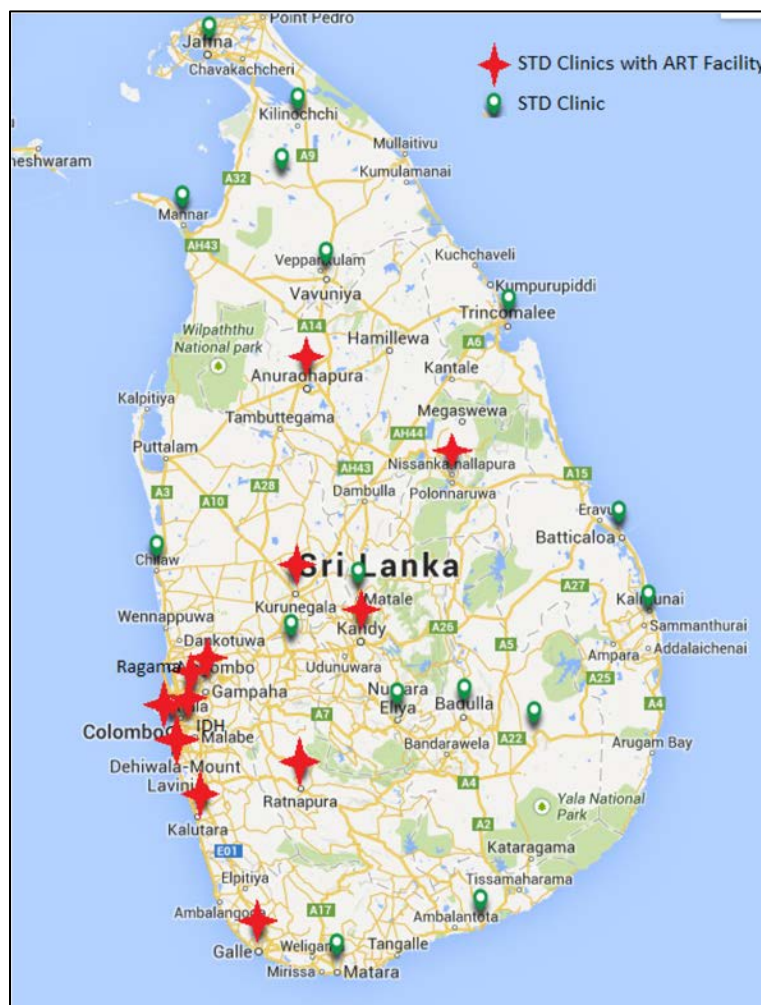 Point Pedro
Jaffna
Chavakachcheri
STD Clinics with ART Facility
STD Clinic
Kilinochchi
Mullaitivu
A9
Kumulamanai
A32
Mannar
AH43
Kuchchaveli
Kumpurupiddi
Vavuniya
Trincomalee
A14
Hamillewa
A6
Wilpaththu
National park
Anuradhapura
Kantale
Kalpitiya
Tambuttegama
Megaswewa
AH44
Puttalam
A3
A28
AH43
A15
A10
Dambulla
Polonnaruwa
Batticaloa
Chilaw
Sri Lanka
A27
Kurunegala
Matale
Wennappuwa
Kandy
Sammanthurai
A26
A5
Dankotuwa
Addalaichenai
Ampara
Ragama
Udunuwara
A25
Gampaha
Nuwara
Eliya
Badulla
A4
A7
IDH
Colombo
Malabe
A22
Bandarawela
Arugam Bay
Dehiwala-Mount
Lavinia
A4
Ratnapura
Yala National
Park
Kalutara
A2
Kataragama
E01
Tissamaharama
Elpitiya
Ambalangoda
A17
Ambalantota
Galle
Weligama
Tangalle
Mirissa
Matara